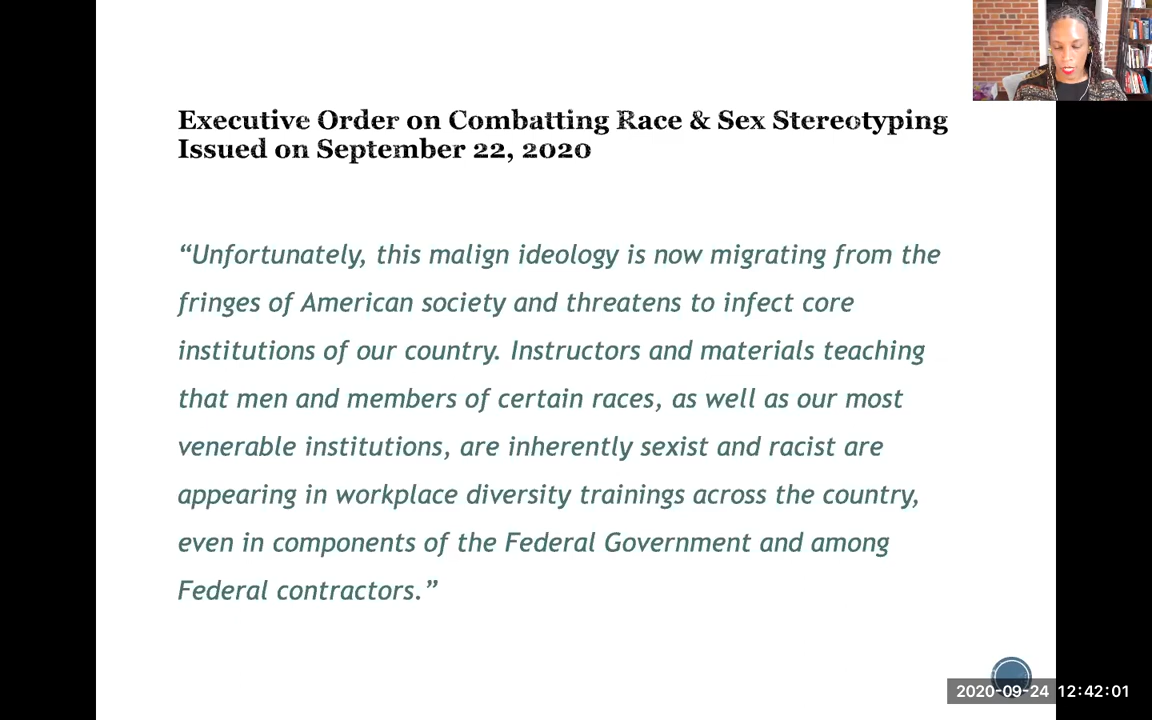 Executive Order on Combatting Race & Sex Stereotyping
Issued on September 22, 2020
“Unfortunately, this malign ideology is now migrating from the
fringes of American society and threatens to infect core
institutions of our country. Instructors and materials teaching
that men and members of certain races, as well as our most
venerable institutions, are inherently sexist and racist are
appearing in workplace diversity trainings across the country,
even in components of the Federal Government and among
Federal contractors.”
2020-09-24 12:42:01